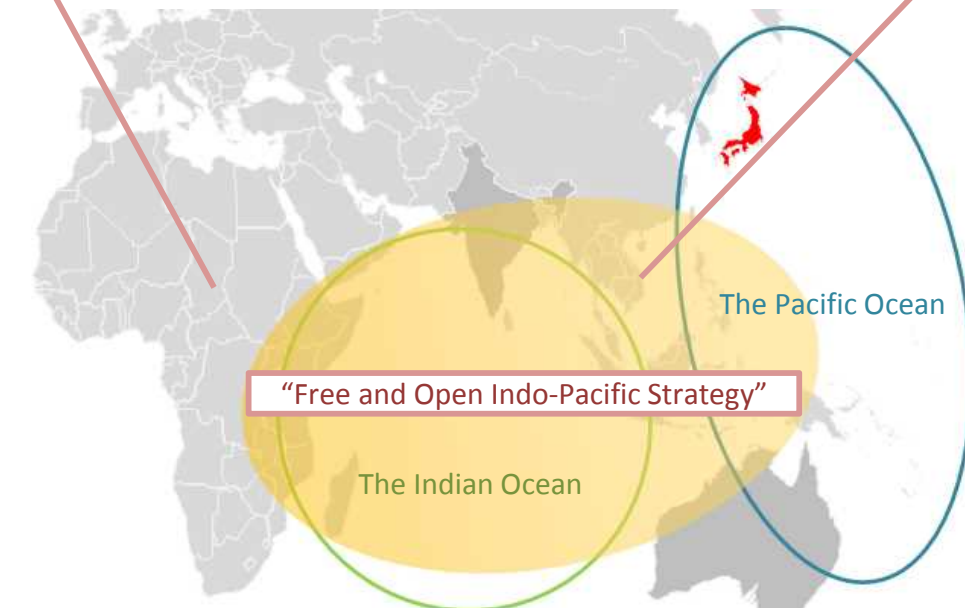 The Pacific Ocean
“Free and Open Indo-Pacific Strategy”
The Indian Ocean